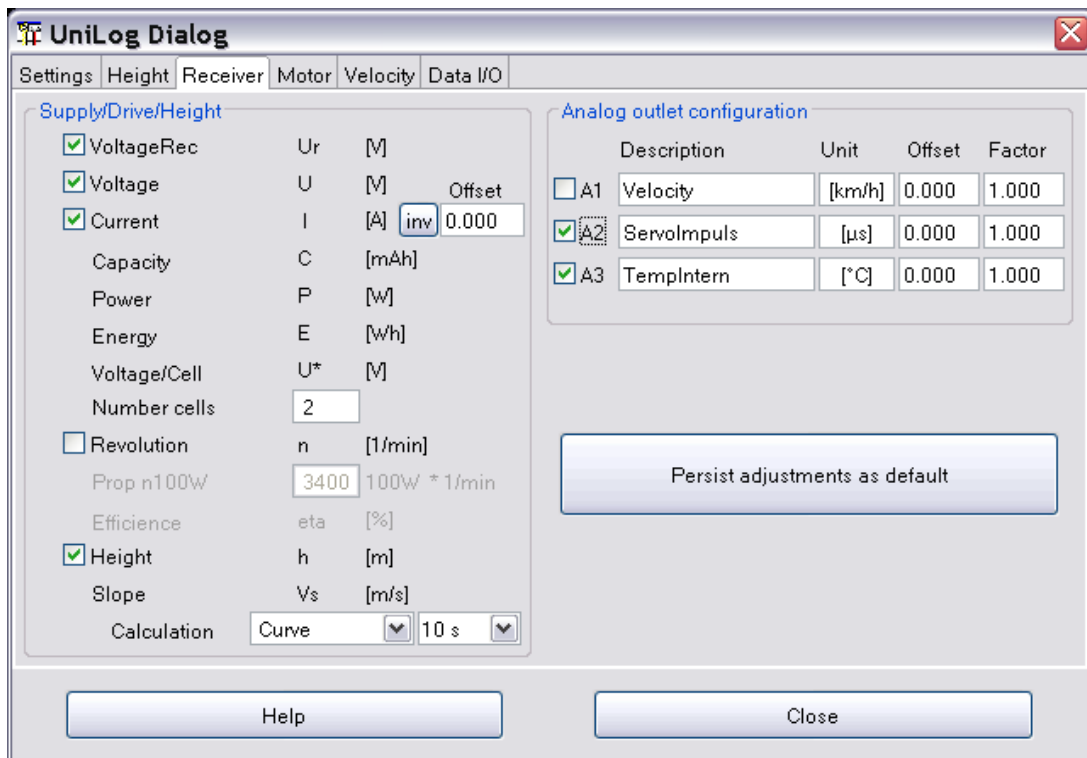 UniLog Dialog
Settings Height Receiver Motor Velocity Data I/O
Supply/Drive/Height
VoltageRec Ur [V]
Voltage U [V] Offset
Current I [A] inv 0.000
Capacity C [mAh]
Power P [W]
Energy E [Wh]
Voltage/Cell U* [V]
Number cells 2
Revolution n [1/min]
Prop n100W 3400 100W * 1/min
Efficience eta [%]
Height h [m]
Slope Vs [m/s]
Calculation Curve 10 s
Analog outlet configuration
Description Unit Offset Factor
A1 Velocity [km/h] 0.000 1.000
A2 ServoImpuls [µs] 0.000 1.000
A3 TempIntern [°C] 0.000 1.000
Persist adjustments as default
Help Close